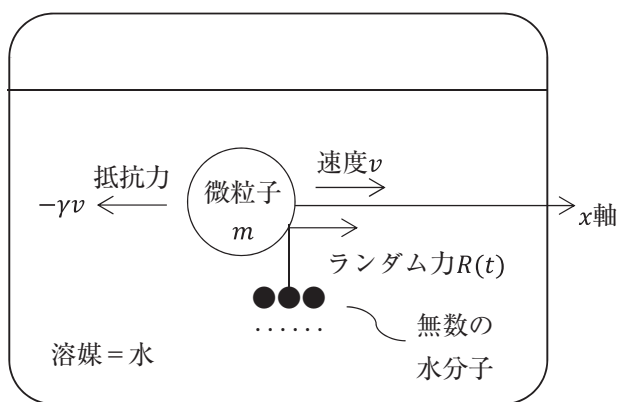 速度v
抵抗力
−γv
微粒子
m
x軸
ランダム力R(t)
······
無数の
水分子
溶媒＝水